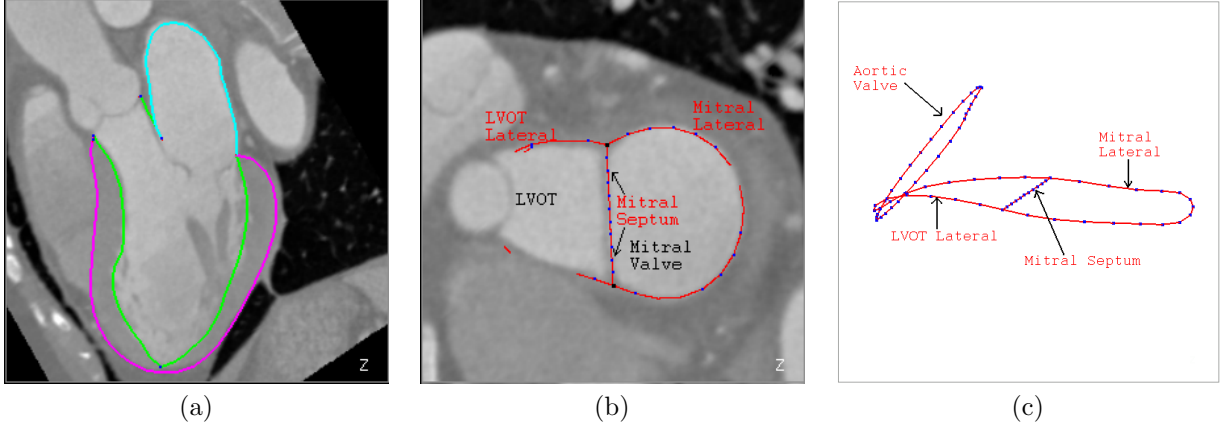 Z
(a)
LVOT
Lateral
Mitral
Lateral
LVOT
Mitral
Septum
Mitral
Valve
Z
(b)
Aortic
Valve
Mitral
Lateral
LVOT Lateral
Mitral Septum
(c)